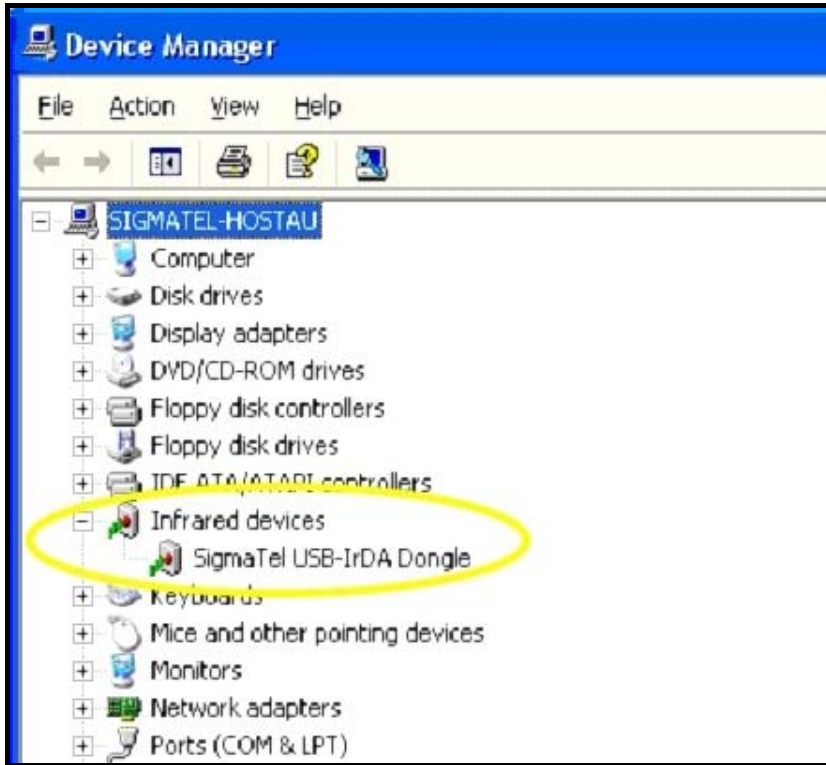 Device Manager
File Action View Help
SIGMATEL-HOSTAU
Computer
Disk drives
Display adapters
DVD/CD-ROM drives
Floppy disk controllers
Floppy disk drives
IDE ATA/ATAPI controllers
Infrared devices
SigmaTel USB-IrDA Dongle
Keyboards
Mice and other pointing devices
Monitors
Network adapters
Ports (COM & LPT)